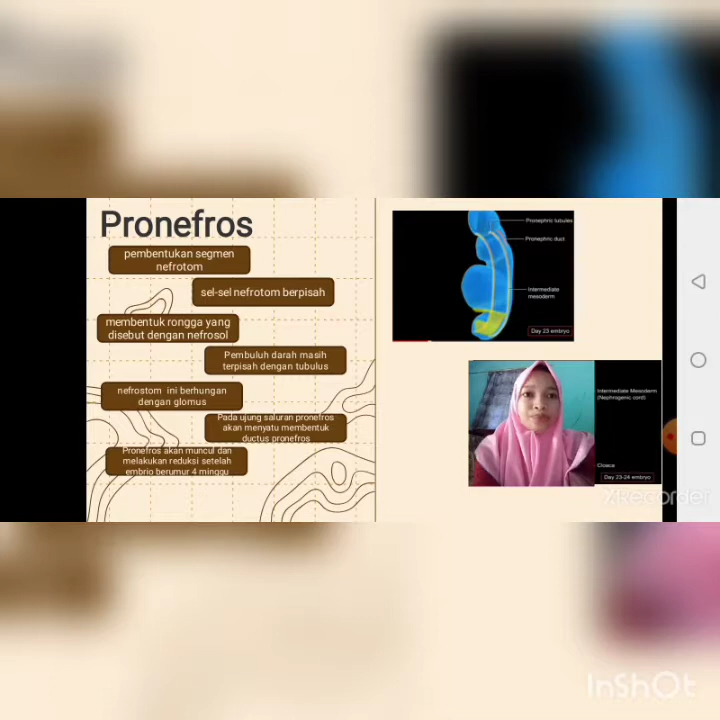 Pronefros
pembentukan segmen
nefrotom
sel-sel nefrotom berpisah
membentuk rongga yang
disebut dengan nefrosol
Pembuluh darah masih
terpisah dengan tubulus
nefrostom ini berhungan
dengan glomus
Pada ujung saluran pronefros
akan menyatu membentuk
ductus pronefros
Pronefros akan muncul dan
melakukan reduksi setelah
embrio berumur 4 minggu
Pronephric tubules
Pronephric duct
Intermediate
mesoderm
Day 23 embryo
Intermediate Mesoderm
(Nephrogenic cord)
Cloaca
Day 23-24 embryo
XRecorder
InShOt